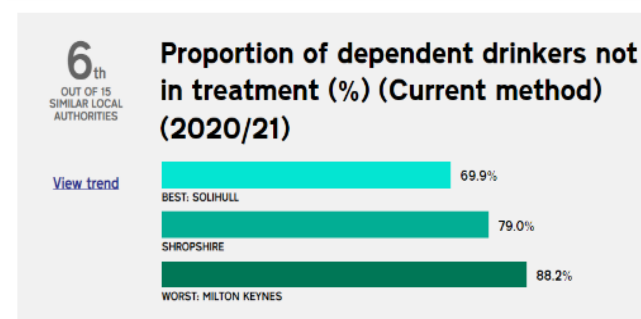 6th
OUT OF 15
SIMILAR LOCAL
AUTHORITIES
View trend
Proportion of dependent drinkers not
in treatment (%) (Current method)
(2020/21)
69.9%
BEST: SOLIHULL
79.0%
SHROPSHIRE
88.2%
WORST: MILTON KEYNES